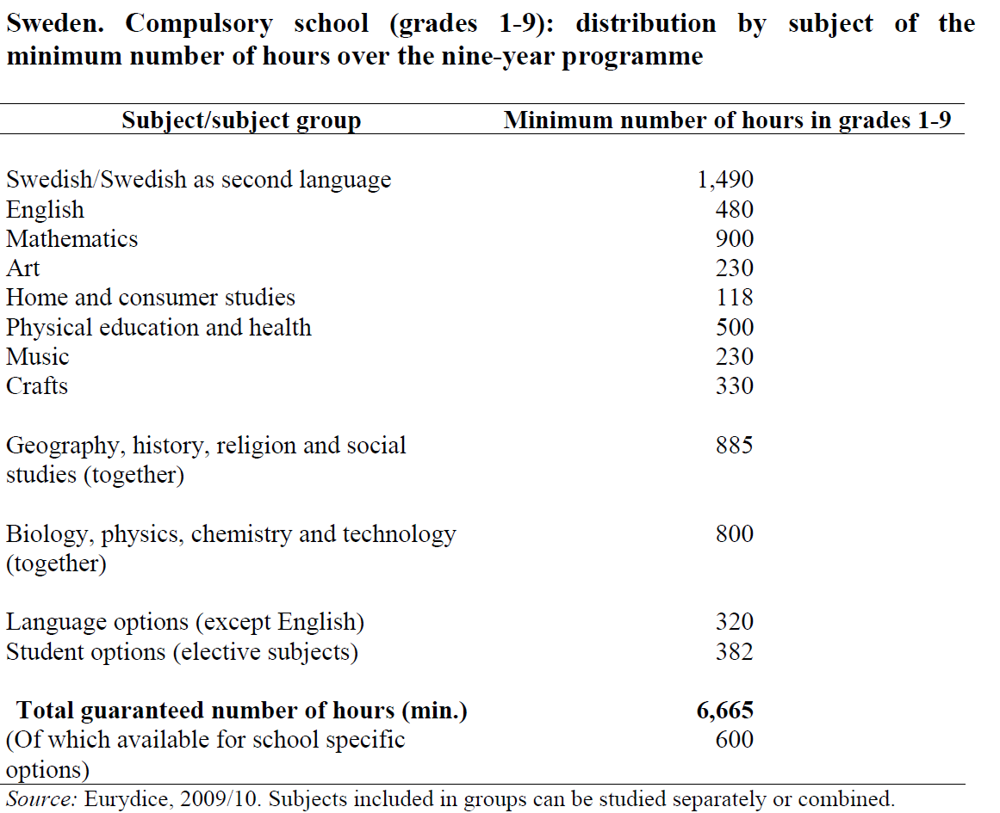 Sweden. Compulsory school (grades 1-9): distribution by subject of the
minimum number of hours over the nine-year programme
Subject/subject group Minimum number of hours in grades 1-9
Swedish/Swedish as second language 1,490
English 480
Mathematics 900
Art 230
Home and consumer studies 118
Physical education and health 500
Music 230
Crafts 330
Geography, history, religion and social 885
studies (together)
Biology, physics, chemistry and technology 800
(together)
Language options (except English) 320
Student options (elective subjects) 382
Total guaranteed number of hours (min.) 6,665
(Of which available for school specific 600
options)
Source: Eurydice, 2009/10. Subjects included in groups can be studied separately or combined.